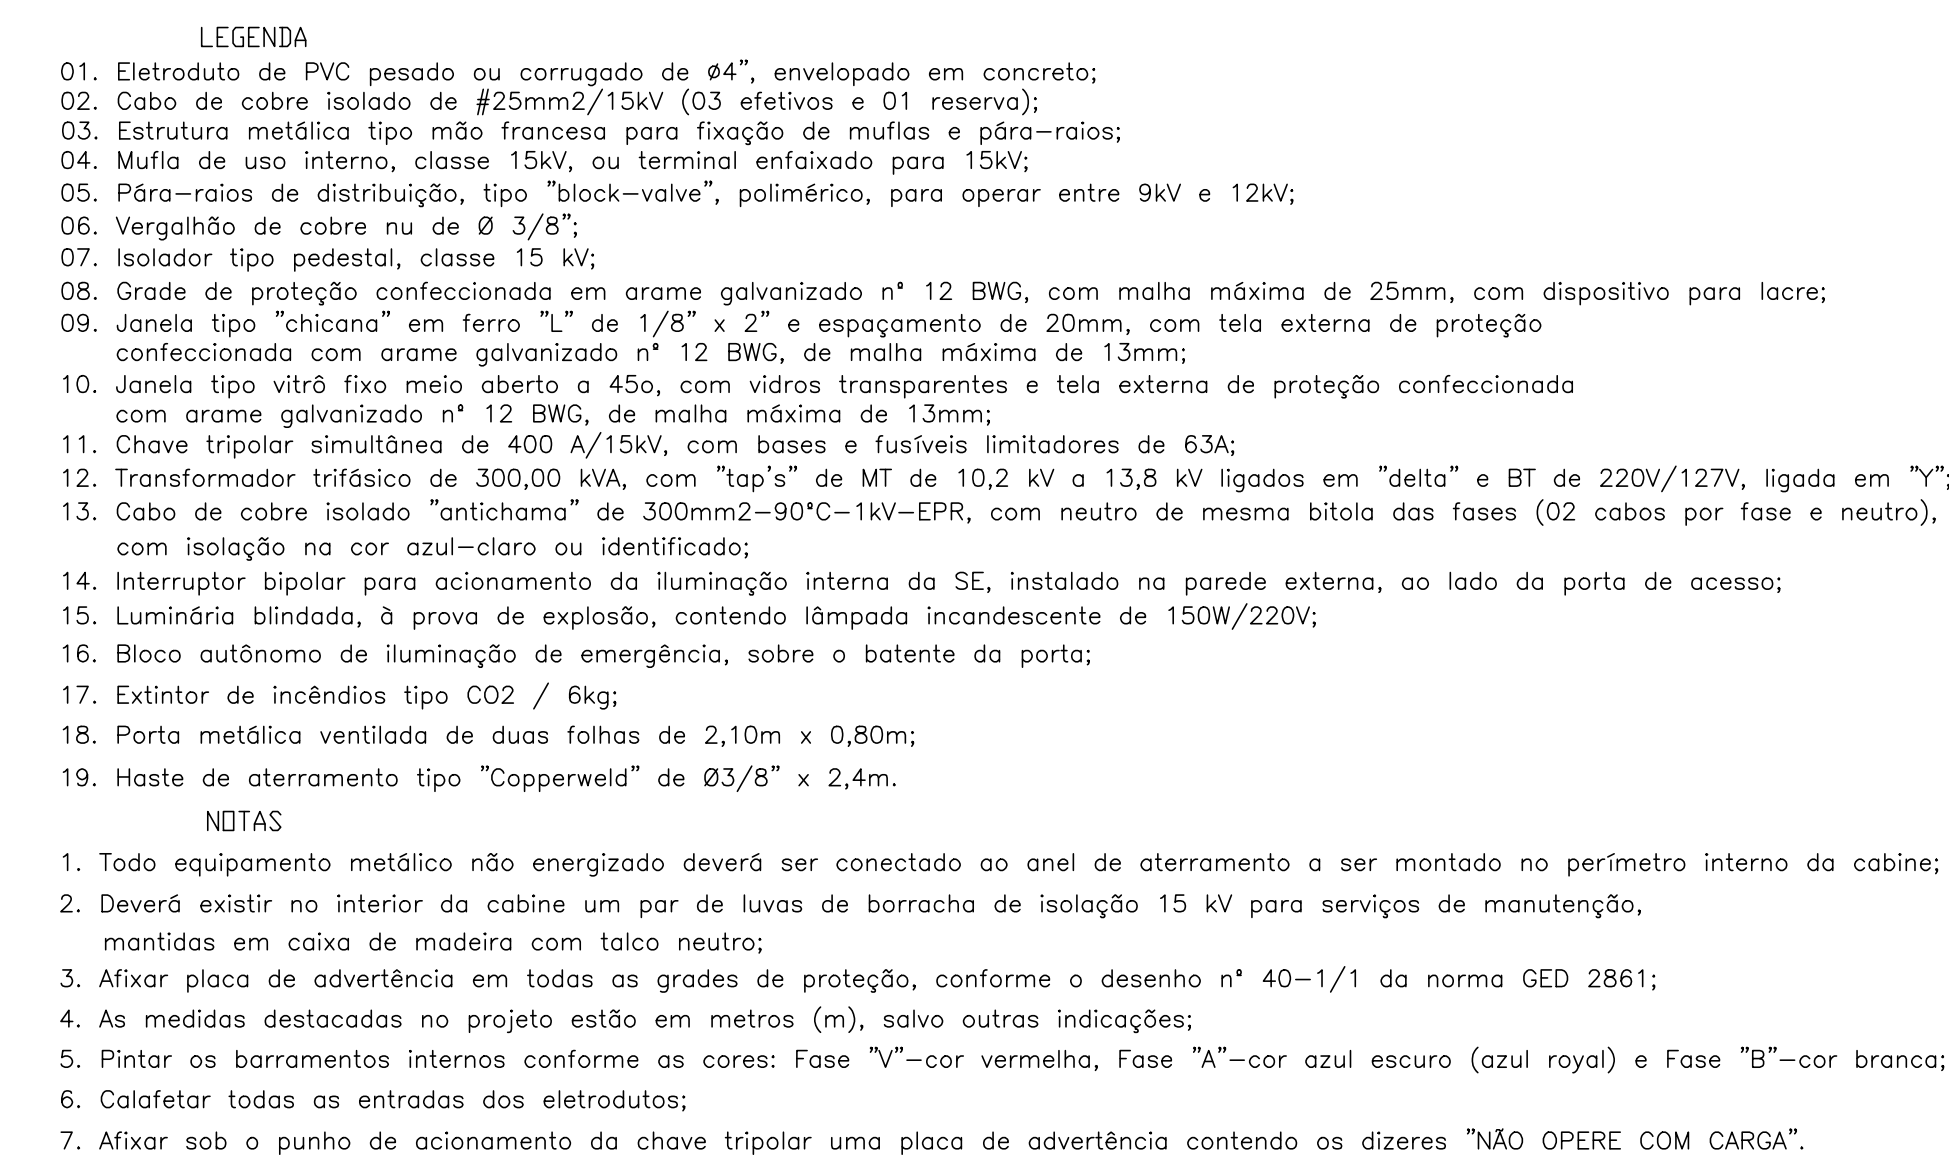 LEGENDA
01. Eletroduto de PVC pesado ou corrugado de ø4", envelopado em concreto;
02. Cabo de cobre isolado de #25mm2/15kV (03 efetivos e 01 reserva);
03. Estrutura metálica tipo mão francesa para fixação de muflas e pára-raios;
04. Mufla de uso interno, classe 15kV, ou terminal enfaixado para 15kV;
05. Pára-raios de distribuição, tipo "block-valve", polimérico, para operar entre 9kV e 12kV;
06. Vergalhão de cobre nu de Ø 3/8";
07. Isolador tipo pedestal, classe 15 kV;
08. Grade de proteção confeccionada em arame galvanizado nº 12 BWG, com malha máxima de 25mm, com dispositivo para lacre;
09. Janela tipo "chicana" em ferro "L" de 1/8" x 2" e espaçamento de 20mm, com tela externa de proteção
confeccionada com arame galvanizado nº 12 BWG, de malha máxima de 13mm;
10. Janela tipo vitrô fixo meio aberto a 45o, com vidros transparentes e tela externa de proteção confeccionada
com arame galvanizado nº 12 BWG, de malha máxima de 13mm;
11. Chave tripolar simultânea de 400 A/15kV, com bases e fusíveis limitadores de 63A;
12. Transformador trifásico de 300,00 kVA, com "tap's" de MT de 10,2 kV a 13,8 kV ligados em "delta" e BT de 220V/127V, ligada em "Y";
13. Cabo de cobre isolado "antichama" de 300mm2-90ºC-1kV-EPR, com neutro de mesma bitola das fases (02 cabos por fase e neutro),
com isolação na cor azul-claro ou identificado;
14. Interruptor bipolar para acionamento da iluminação interna da SE, instalado na parede externa, ao lado da porta de acesso;
15. Luminária blindada, à prova de explosão, contendo lâmpada incandescente de 150W/220V;
16. Bloco autônomo de iluminação de emergência, sobre o batente da porta;
17. Extintor de incêndios tipo CO2 / 6kg;
18. Porta metálica ventilada de duas folhas de 2,10m x 0,80m;
19. Haste de aterramento tipo "Copperweld" de Ø3/8" x 2,4m.
NOTAS
1. Todo equipamento metálico não energizado deverá ser conectado ao anel de aterramento a ser montado no perímetro interno da cabine;
2. Deverá existir no interior da cabine um par de luvas de borracha de isolação 15 kV para serviços de manutenção,
mantidas em caixa de madeira com talco neutro;
3. Afixar placa de advertência em todas as grades de proteção, conforme o desenho nº 40-1/1 da norma GED 2861;
4. As medidas destacadas no projeto estão em metros (m), salvo outras indicações;
5. Pintar os barramentos internos conforme as cores: Fase "V"-cor vermelha, Fase "A"-cor azul escuro (azul royal) e Fase "B"-cor branca;
6. Calafetar todas as entradas dos eletrodutos;
7. Afixar sob o punho de acionamento da chave tripolar uma placa de advertência contendo os dizeres "NÃO OPERE COM CARGA".